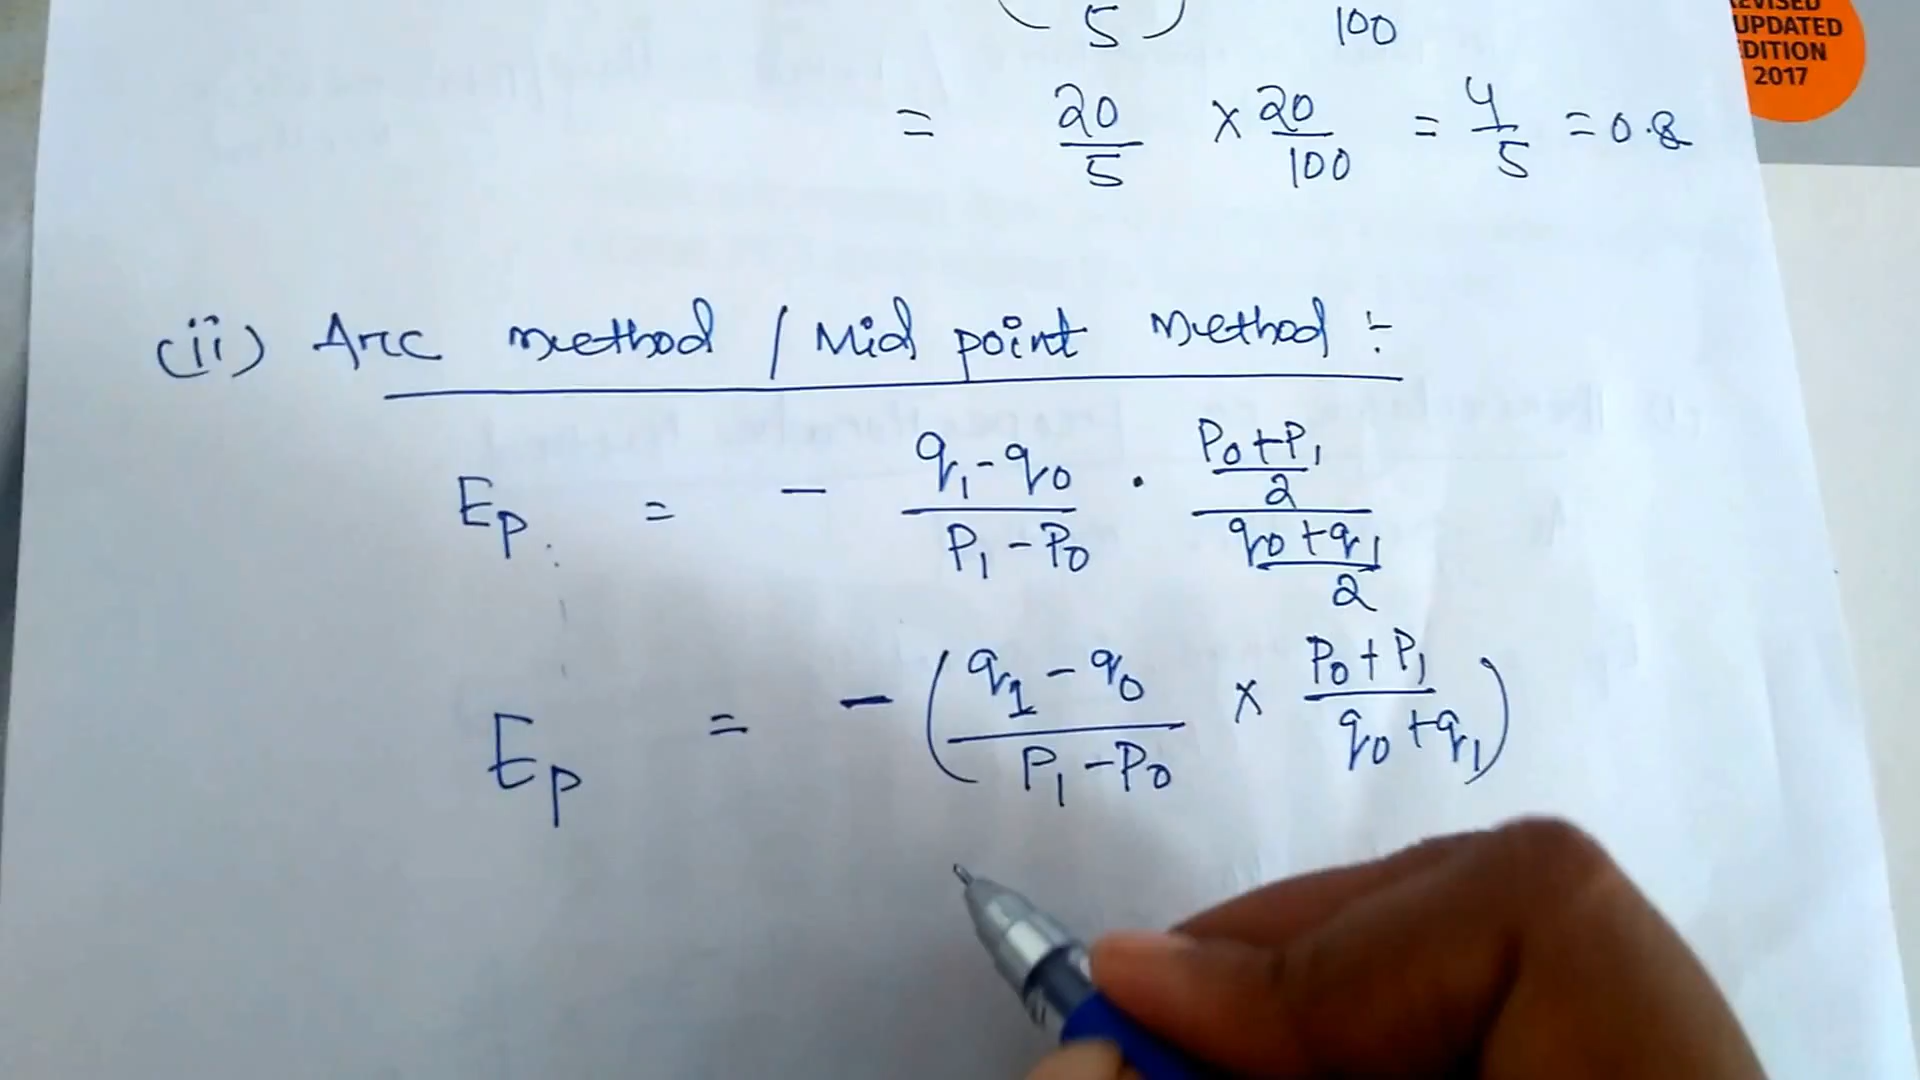 ( 5 ) 100
REVISED
UPDATED
EDITION
2017
= 20/5 × 20/100 = 4/5 = 0.8
(ii) Arc method / Mid point method :-
Ep = - q1 - q0 / P1 - P0 . P0 + P1 / 2 / q0 + q1 / 2
Ep = - ( q1 - q0 / P1 - P0 × P0 + P1 / q0 + q1 )